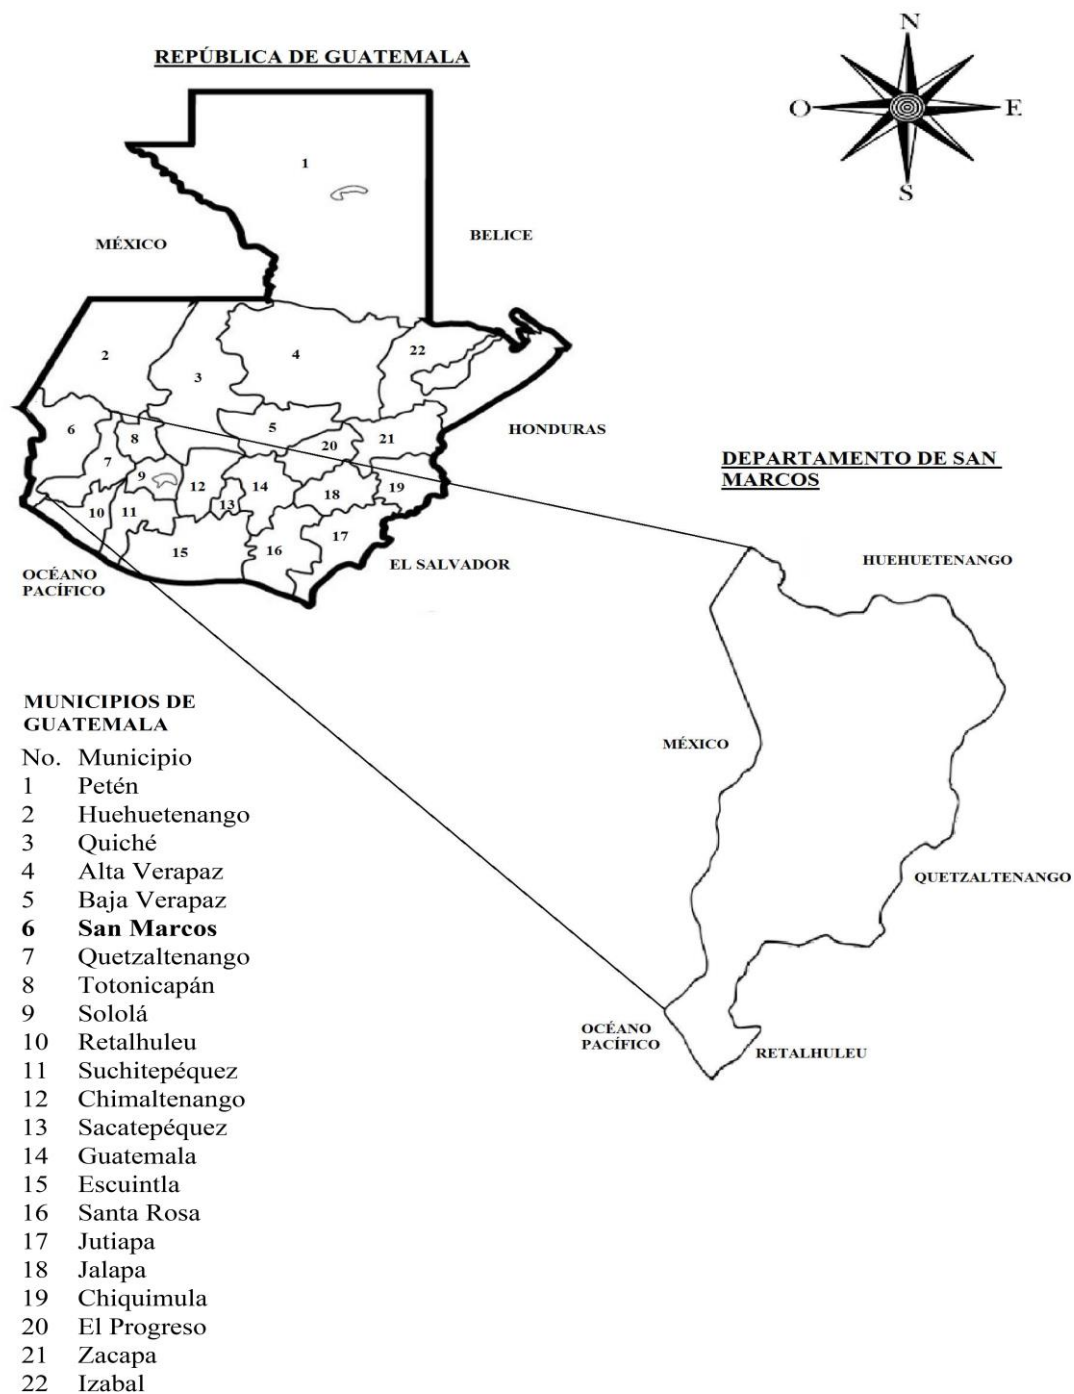 REPÚBLICA DE GUATEMALA
N
O
E
S
1
MÉXICO
BELICE
2
3
4
22
6
8
5
20
21
7
9
12
14
18
19
10
11
13
15
16
17
HONDURAS
EL SALVADOR
OCÉANO
PACÍFICO
DEPARTAMENTO DE SAN
MARCOS
HUEHUETENANGO
MÉXICO
QUETZALTENANGO
OCÉANO
PACÍFICO
RETALHULEU
MUNICIPIOS DE
GUATEMALA
No. Municipio
1 Petén
2 Huehuetenango
3 Quiché
4 Alta Verapaz
5 Baja Verapaz
6 San Marcos
7 Quetzaltenango
8 Totonicapán
9 Sololá
10 Retalhuleu
11 Suchitepéquez
12 Chimaltenango
13 Sacatepéquez
14 Guatemala
15 Escuintla
16 Santa Rosa
17 Jutiapa
18 Jalapa
19 Chiquimula
20 El Progreso
21 Zacapa
22 Izabal